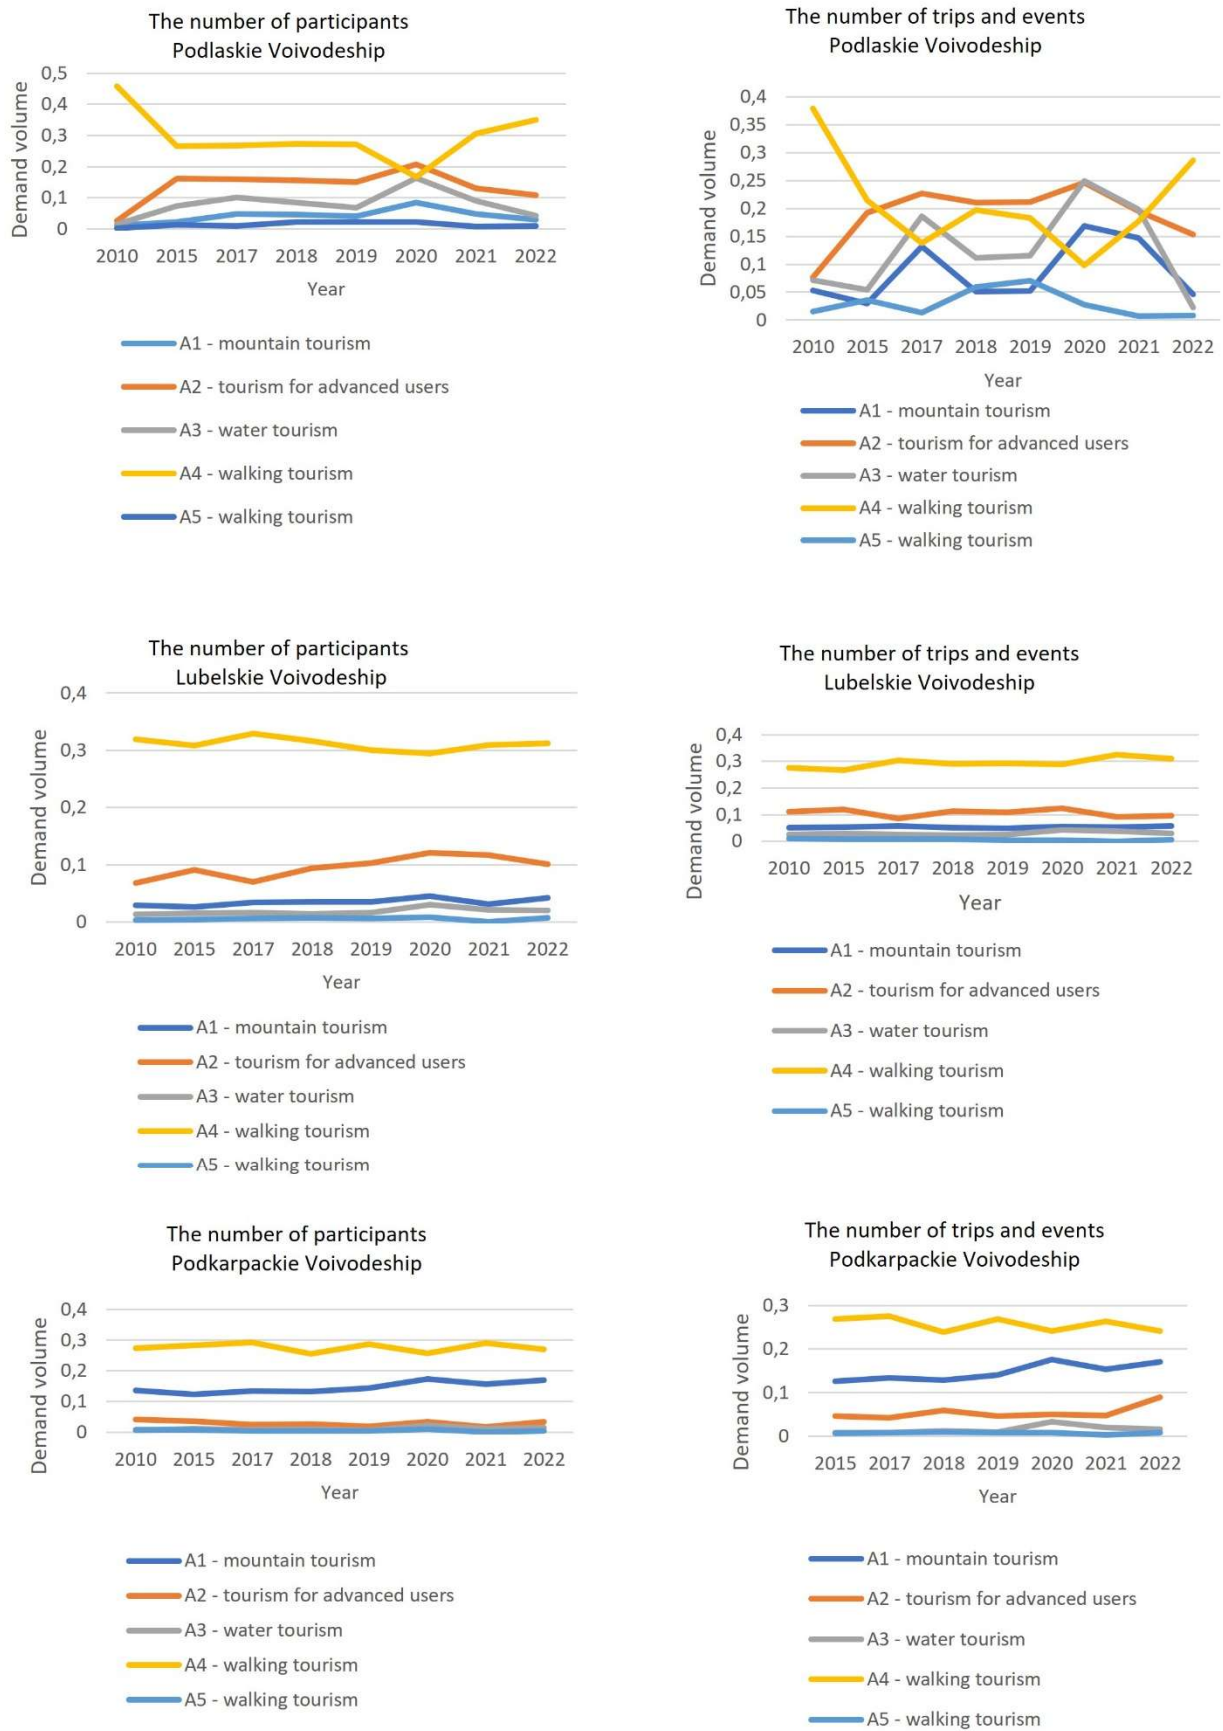 The number of participants
Podlaskie Voivodeship
0,5
0,4
0,3
0,2
0,1
0
Demand volume
2010 2015 2017 2018 2019 2020 2021 2022
Year
A1 - mountain tourism
A2 - tourism for advanced users
A3 - water tourism
A4 - walking tourism
A5 - walking tourism
The number of trips and events
Podlaskie Voivodeship
0,4
0,35
0,3
0,25
0,2
0,15
0,1
0,05
0
Demand volume
2010 2015 2017 2018 2019 2020 2021 2022
Year
A1 - mountain tourism
A2 - tourism for advanced users
A3 - water tourism
A4 - walking tourism
A5 - walking tourism
The number of participants
Lubelskie Voivodeship
0,4
0,3
0,2
0,1
0
Demand volume
2010 2015 2017 2018 2019 2020 2021 2022
Year
A1 - mountain tourism
A2 - tourism for advanced users
A3 - water tourism
A4 - walking tourism
A5 - walking tourism
The number of trips and events
Lubelskie Voivodeship
0,4
0,3
0,2
0,1
0
Demand volume
2010 2015 2017 2018 2019 2020 2021 2022
Year
A1 - mountain tourism
A2 - tourism for advanced users
A3 - water tourism
A4 - walking tourism
A5 - walking tourism
The number of participants
Podkarpackie Voivodeship
0,4
0,3
0,2
0,1
0
Demand volume
2010 2015 2017 2018 2019 2020 2021 2022
Year
A1 - mountain tourism
A2 - tourism for advanced users
A3 - water tourism
A4 - walking tourism
A5 - walking tourism
The number of trips and events
Podkarpackie Voivodeship
0,3
0,2
0,1
0
Demand volume
2015 2017 2018 2019 2020 2021 2022
Year
A1 - mountain tourism
A2 - tourism for advanced users
A3 - water tourism
A4 - walking tourism
A5 - walking tourism